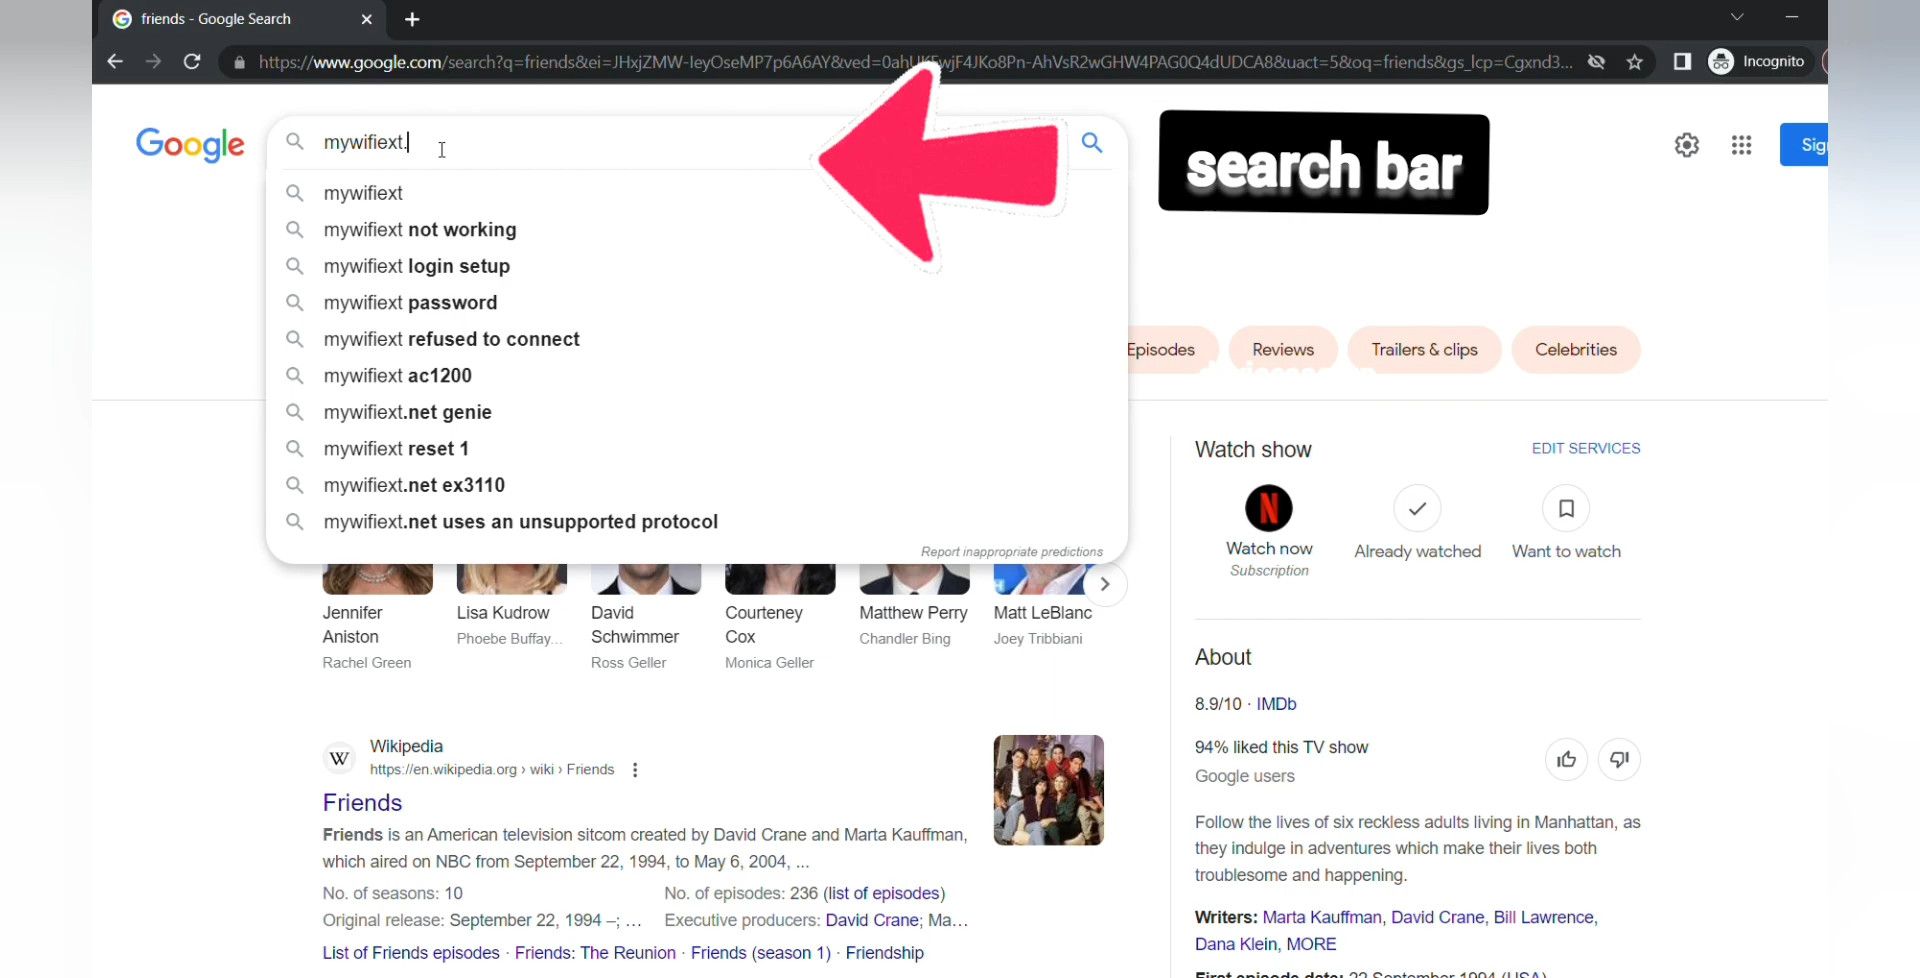 friends - Google Search
https://www.google.com/search?q=friends&ei=JHxjZMW-IeyOseMP7p6A6AY&ved=0ahUK
wjF4JKo8Pn-AhVsR2wGHW4PAG0Q4dUDCA8&uact=5&oq=friends&gs_lcp=Cgxnd3...
Incognito
Google
mywifiext.
search bar
mywifiext
mywifiext not working
mywifiext login setup
mywifiext password
mywifiext refused to connect
mywifiext ac1200
mywifiext.net genie
mywifiext reset 1
mywifiext.net ex3110
mywifiext.net uses an unsupported protocol
Report inappropriate predictions
Episodes
Reviews
Trailers & clips
Celebrities
Jennifer
Aniston
Rachel Green
Lisa Kudrow
Phoebe Buffay...
David
Schwimmer
Ross Geller
Courteney
Cox
Monica Geller
Matthew Perry
Chandler Bing
Matt LeBlanc
Joey Tribbiani
Wikipedia
https://en.wikipedia.org › wiki › Friends
Friends
Friends is an American television sitcom created by David Crane and Marta Kauffman,
which aired on NBC from September 22, 1994, to May 6, 2004, ...
No. of seasons: 10
No. of episodes: 236 (list of episodes)
Original release: September 22, 1994 –; ...
Executive producers: David Crane; Ma...
List of Friends episodes · Friends: The Reunion · Friends (season 1) · Friendship
Watch show
EDIT SERVICES
Watch now
Subscription
Already watched
Want to watch
About
8.9/10 · IMDb
94% liked this TV show
Google users
Follow the lives of six reckless adults living in Manhattan, as
they indulge in adventures which make their lives both
troublesome and happening.
Writers: Marta Kauffman, David Crane, Bill Lawrence,
Dana Klein, MORE
First episode date: 22 September 1994 (USA)